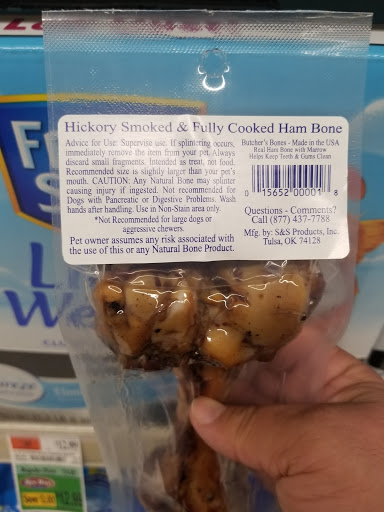 Hickory Smoked & Fully Cooked Ham Bone
Advice for Use: Supervise use. If splintering occurs,
immediately remove the item from your pet. Always
discard small fragments. Intended as treat, not food.
Recommended size is slightly larger than your pet's
mouth. CAUTION: Any Natural Bone may splinter
causing injury if ingested. Not recommended for
Dogs with Pancreatic or Digestive Problems. Wash
hands after handling. Use in Non-Stain area only.
*Not Recommended for large dogs or
aggressive chewers.
Pet owner assumes any risk associated with
the use of this or any Natural Bone Product.
Butcher's Bones - Made in the USA
Real Ham Bone with Marrow
Helps Keep Teeth & Gums Clean
0 15652 00001 8
Questions - Comments?
Call (877) 437-7788
Mfg. by: S&S Products, Inc.
Tulsa, OK 74128